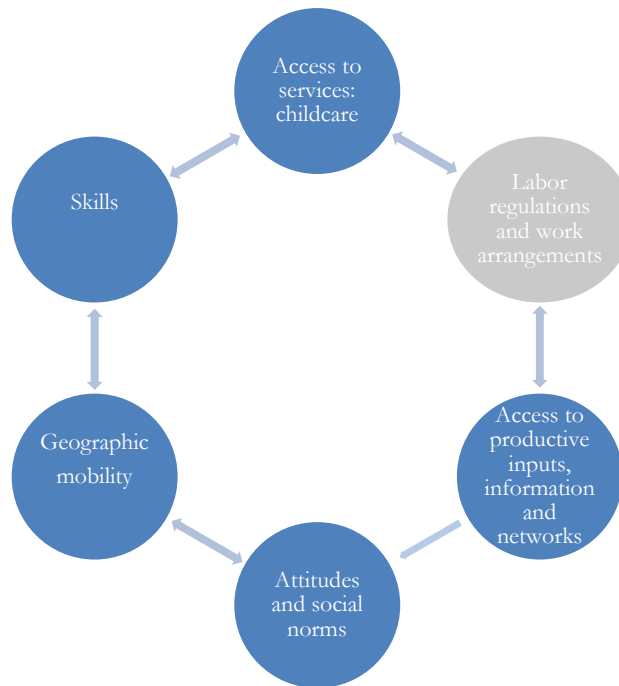 Access to
services:
childcare
Labor
regulations
and work
arrangements
Access to
productive
inputs,
information
and
networks
Attitudes
and social
norms
Geographic
mobility
Skills